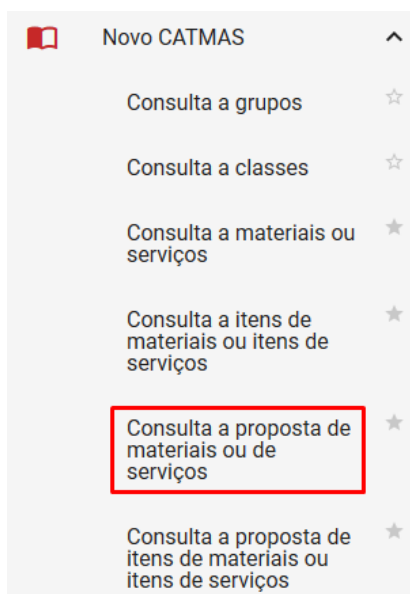 Novo CATMAS
Consulta a grupos
Consulta a classes
Consulta a materiais ou
serviços
Consulta a itens de
materiais ou itens de
serviços
Consulta a proposta de
materiais ou de
serviços
Consulta a proposta de
itens de materiais ou
itens de serviços